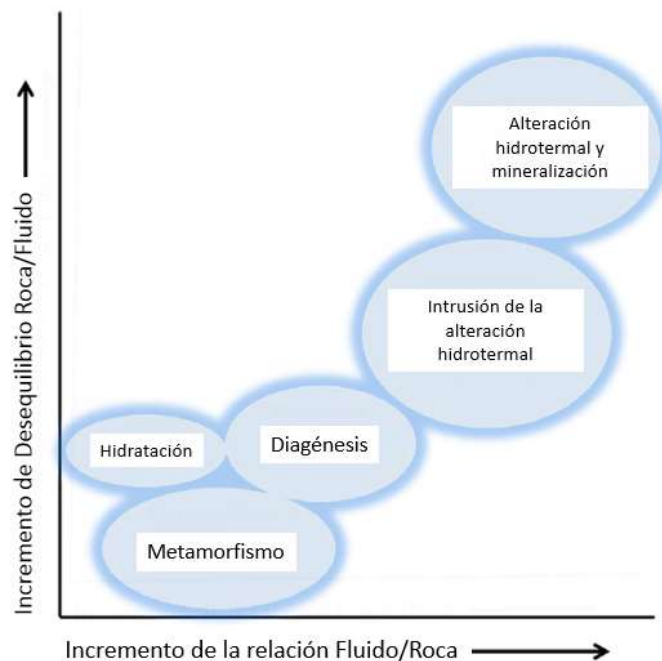 Alteración
hidrotermal y
mineralización
Intrusión de la
alteración
hidrotermal
Diagénesis
Hidratación
Metamorfismo
Incremento de Desequilibrio Roca/Fluido
Incremento de la relación Fluido/Roca